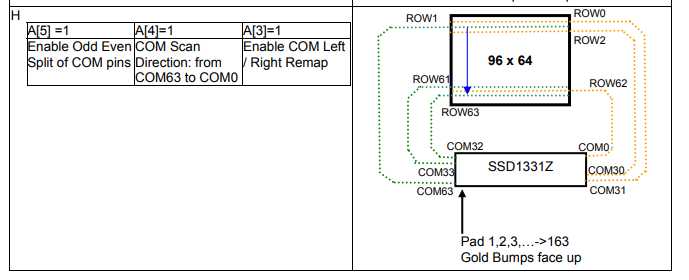 H
A[5] =1
Enable Odd Even
Split of COM pins
A[4]=1
COM Scan
Direction: from
COM63 to COM0
A[3]=1
Enable COM Left
/ Right Remap
ROW1
ROW0
ROW2
96 x 64
ROW61
ROW62
ROW63
COM32
COM0
SSD1331Z
COM33
COM30
COM63
COM31
Pad 1,2,3,…->163
Gold Bumps face up